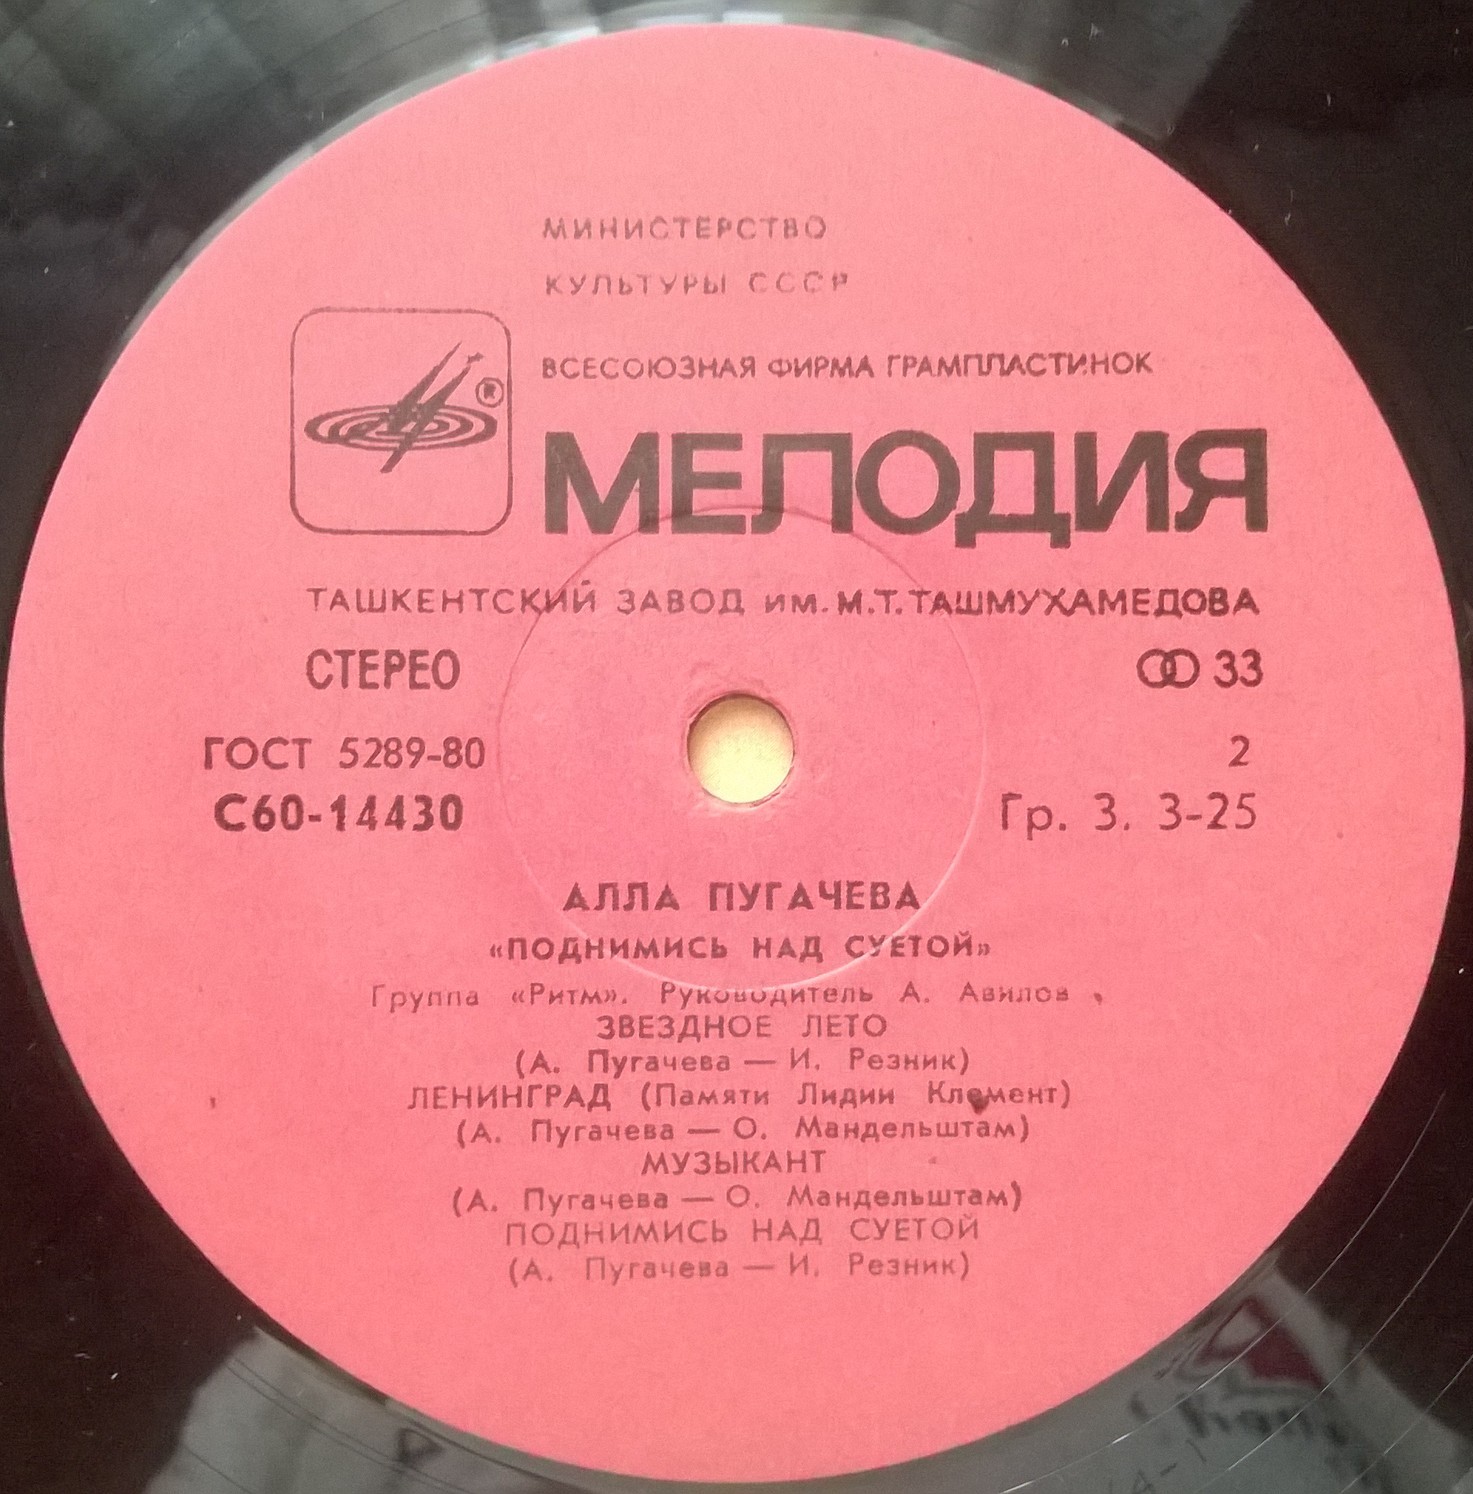 МИНИСТЕРСТВО
КУЛЬТУРЫ СССР
®
ВСЕСОЮЗНАЯ ФИРМА ГРАМПЛАСТИНОК
МЕЛОДИЯ
ТАШКЕНТСКИЙ ЗАВОД им. М.Т. ТАШМУХАМЕДОВА
СТЕРЕО 33
ГОСТ 5289-80 2
С60-14430 Гр. 3. 3-25
АЛЛА ПУГАЧЕВА
«ПОДНИМИСЬ НАД СУЕТОЙ»
Группа «Ритм». Руководитель А. Авилов
ЗВЕЗДНОЕ ЛЕТО
(А. Пугачева — И. Резник)
ЛЕНИНГРАД (Памяти Лидии Клемент)
(А. Пугачева — О. Мандельштам)
МУЗЫКАНТ
(А. Пугачева — О. Мандельштам)
ПОДНИМИСЬ НАД СУЕТОЙ
(А. Пугачева — И. Резник)